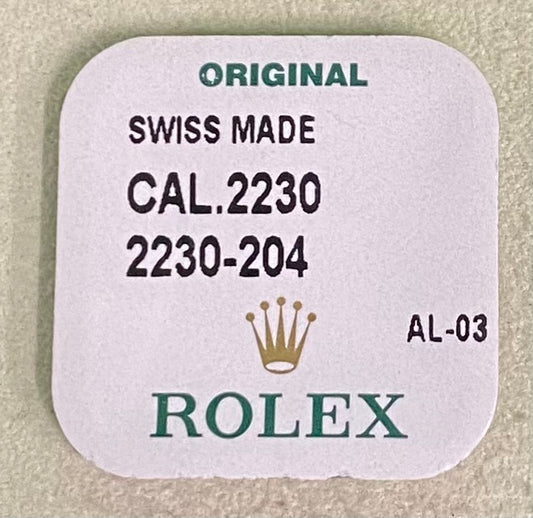 ORIGINAL
SWISS MADE
CAL.2230
2230-204
AL-03
ROLEX